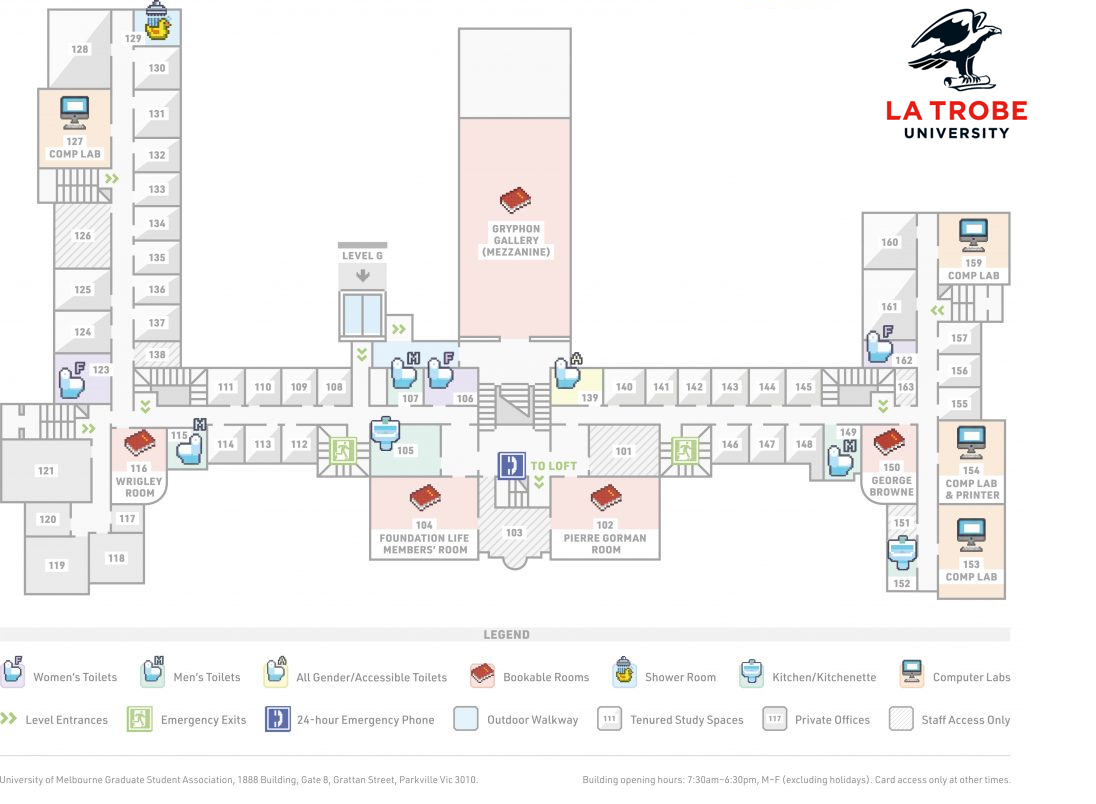 128
129
130
LA TROBE
UNIVERSITY
131
127
COMP LAB
132
133
134
126
135
GRYPHON
GALLERY
(MEZZANINE)
LEVEL G
160
159
COMP LAB
125
136
161
124
137
157
138
F
123
M
F
A
F
162
156
111
110
109
108
107
106
139
140
141
142
143
144
145
163
155
M
115
114
113
112
105
101
146
147
148
149
M
121
116
WRIGLEY
ROOM
TO LOFT
150
GEORGE
BROWNE
154
COMP LAB
& PRINTER
120
117
104
FOUNDATION LIFE
MEMBERS' ROOM
103
102
PIERRE GORMAN
ROOM
151
119
118
152
153
COMP LAB
LEGEND
F
Women's Toilets
M
Men's Toilets
A
All Gender/Accessible Toilets
Bookable Rooms
Shower Room
Kitchen/Kitchenette
Computer Labs
Level Entrances
Emergency Exits
24-hour Emergency Phone
Outdoor Walkway
111
Tenured Study Spaces
117
Private Offices
Staff Access Only
University of Melbourne Graduate Student Association, 1888 Building, Gate 8, Grattan Street, Parkville Vic 3010.
Building opening hours: 7:30am–6:30pm, M–F (excluding holidays). Card access only at other times.